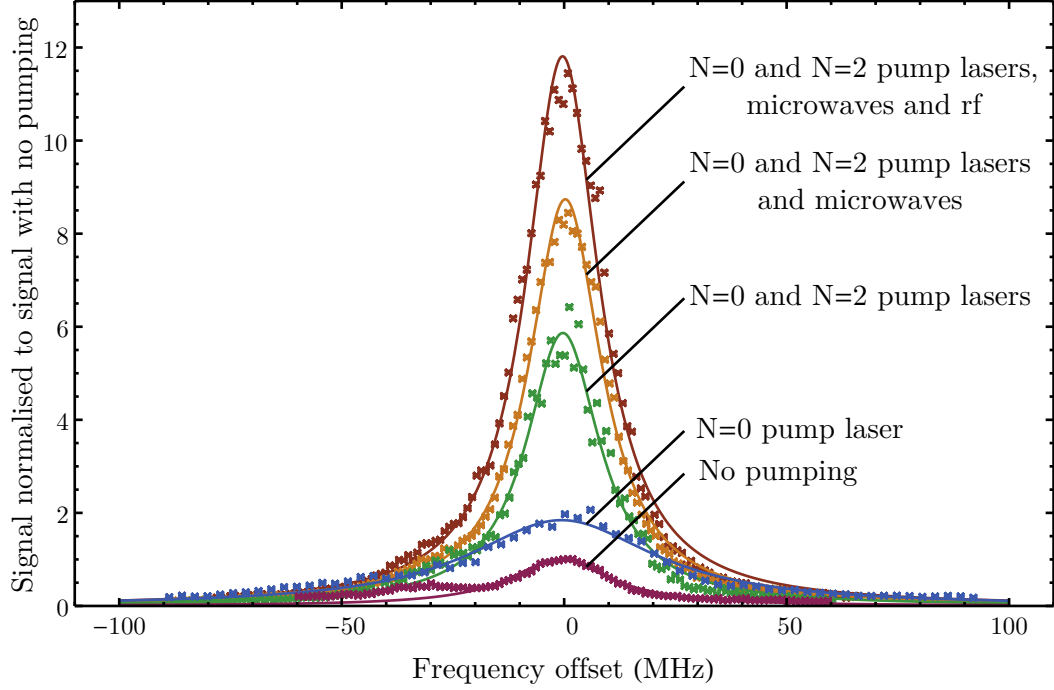 Signal normalised to signal with no pumping
12
10
8
6
4
2
0
−100
−50
0
50
100
Frequency offset (MHz)
N=0 and N=2 pump lasers,
microwaves and rf
N=0 and N=2 pump lasers
and microwaves
N=0 and N=2 pump lasers
N=0 pump laser
No pumping